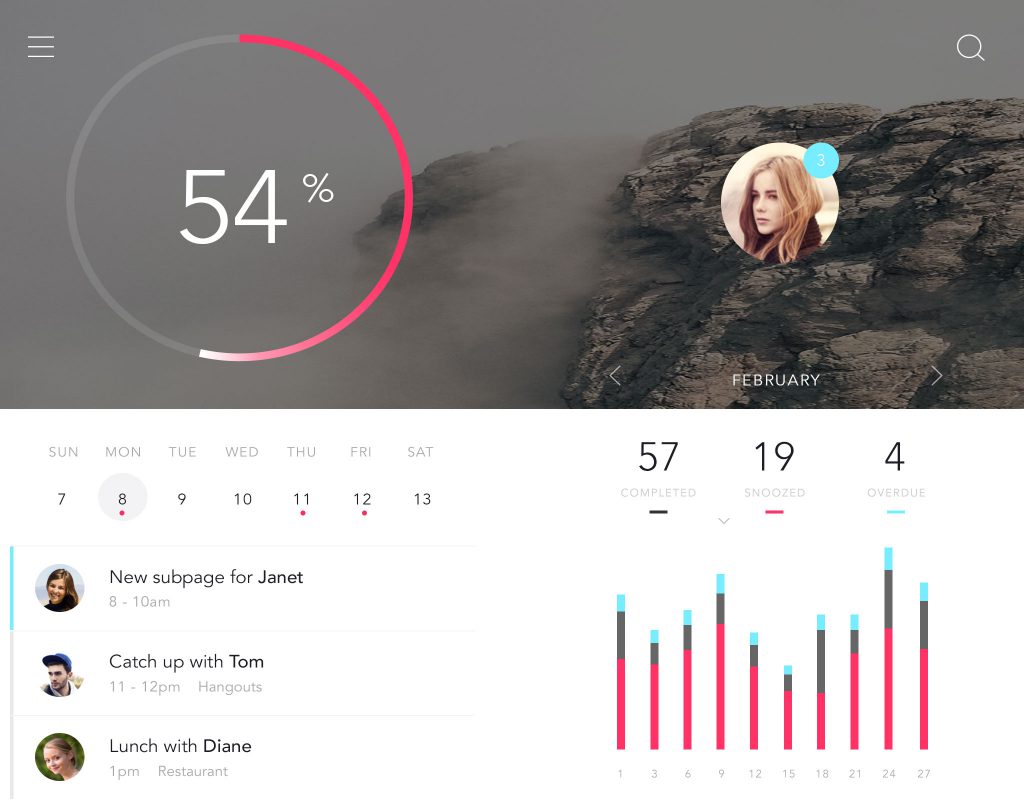 54 %
3
FEBRUARY
SUN MON TUE WED THU FRI SAT
7 8 9 10 11 12 13
New subpage for Janet
8 - 10am
Catch up with Tom
11 - 12pm Hangouts
Lunch with Diane
1pm Restaurant
57 19 4
COMPLETED SNOOZED OVERDUE
1 3 6 9 12 15 18 21 24 27